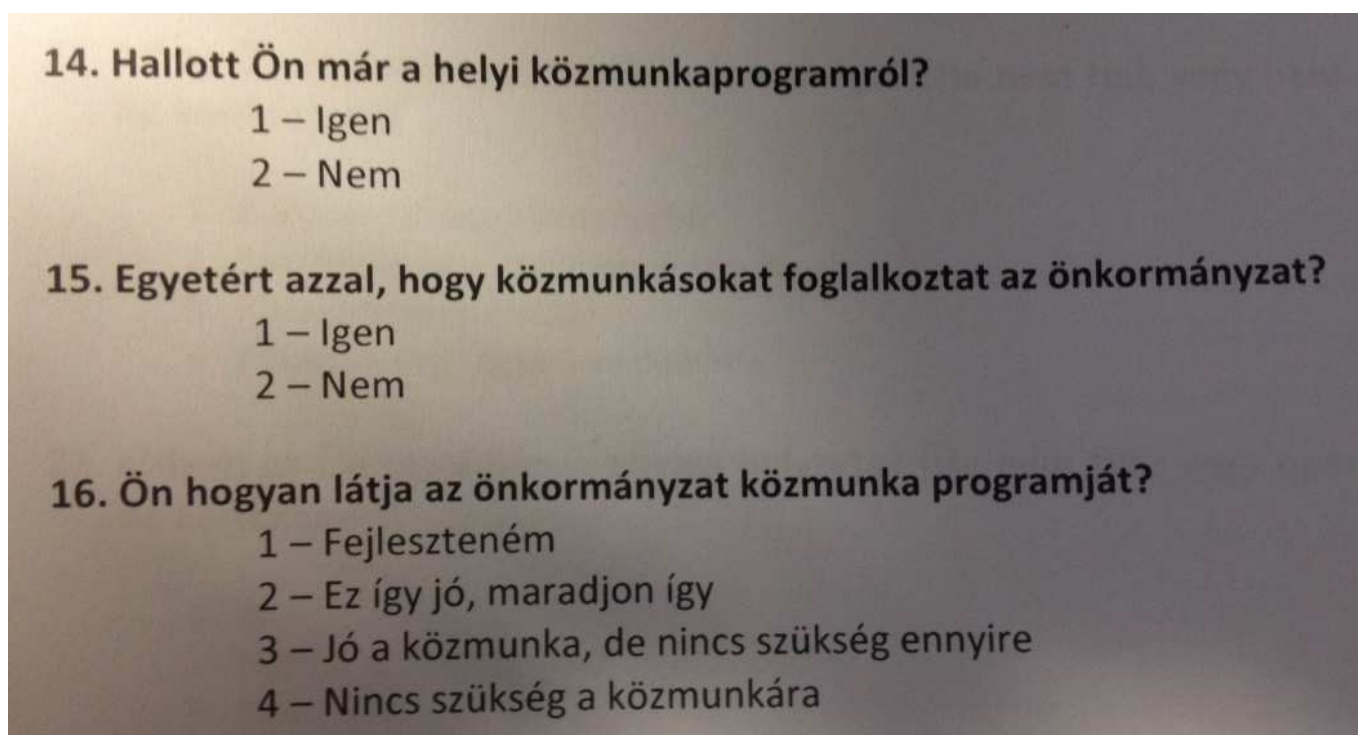 14. Hallott Ön már a helyi közmunkaprogramról?
1 – Igen
2 – Nem
15. Egyetért azzal, hogy közmunkásokat foglalkoztat az önkormányzat?
1 – Igen
2 – Nem
16. Ön hogyan látja az önkormányzat közmunka programját?
1 – Fejleszteném
2 – Ez így jó, maradjon így
3 – Jó a közmunka, de nincs szükség ennyire
4 – Nincs szükség a közmunkára